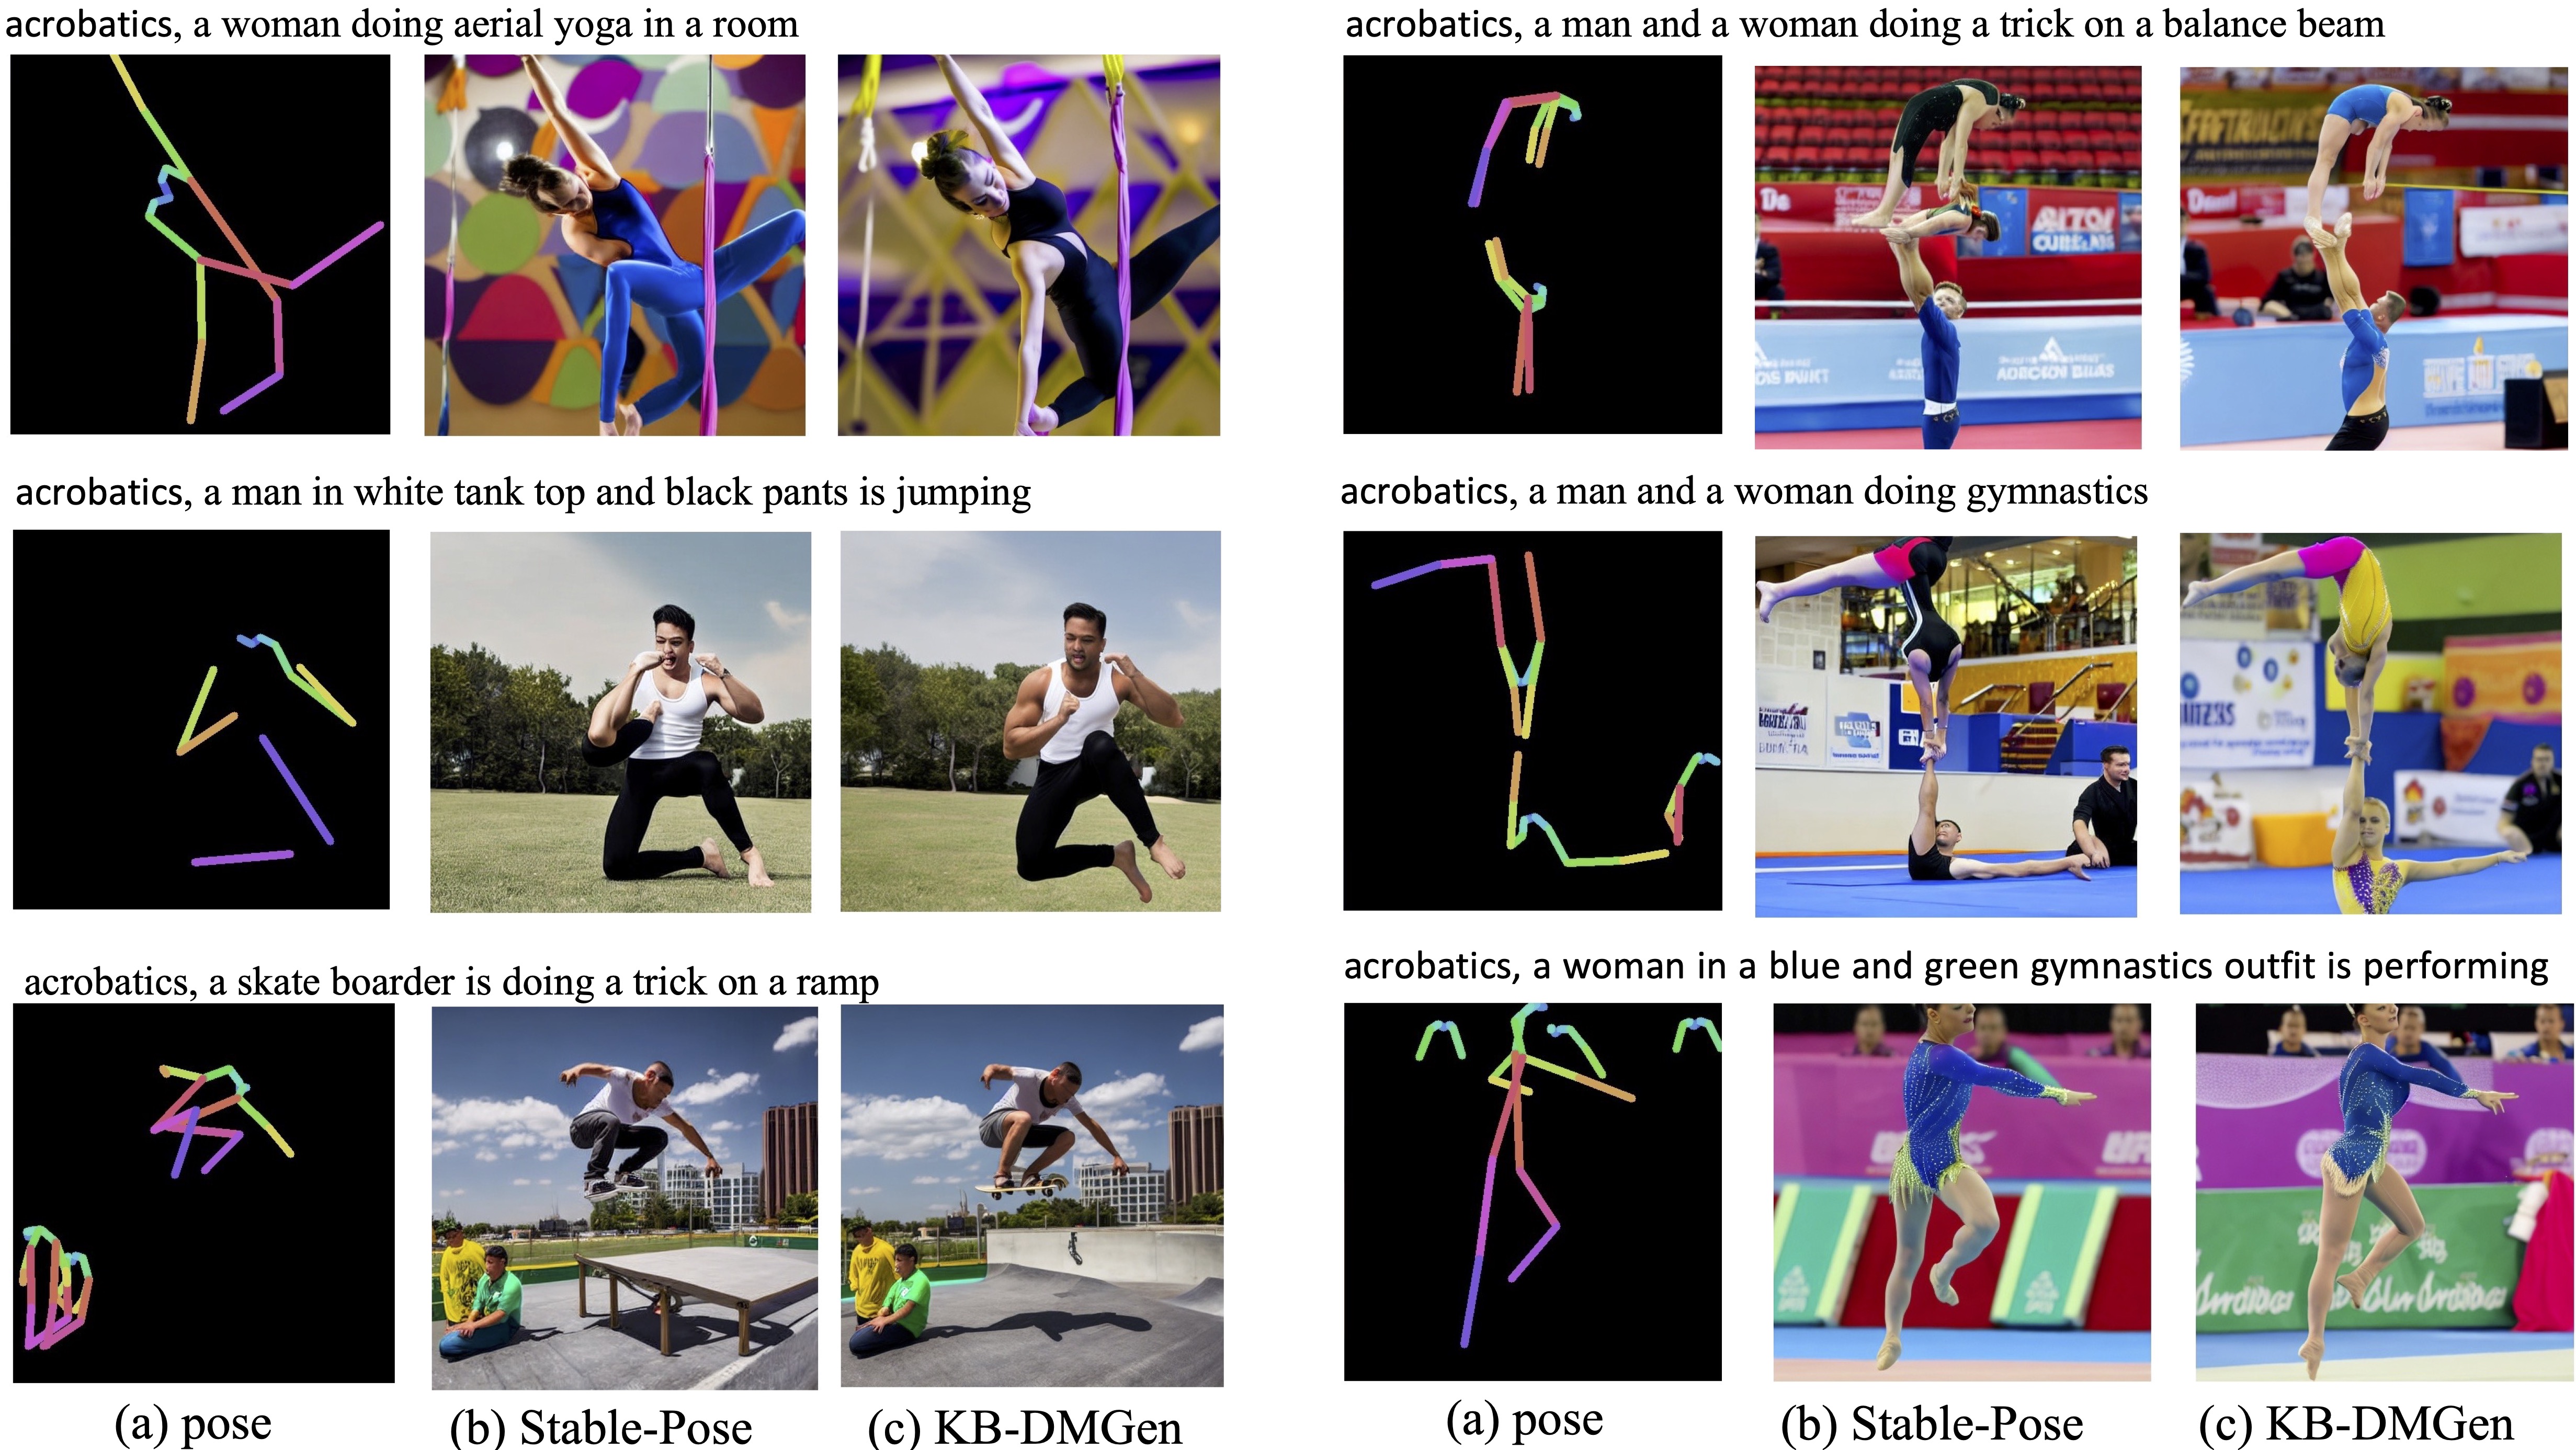 acrobatics, a woman doing aerial yoga in a room
acrobatics, a man and a woman doing a trick on a balance beam
acrobatics, a man in white tank top and black pants is jumping
acrobatics, a man and a woman doing gymnastics
acrobatics, a skate boarder is doing a trick on a ramp
acrobatics, a woman in a blue and green gymnastics outfit is performing
(a) pose
(b) Stable-Pose
(c) KB-DMGen
(a) pose
(b) Stable-Pose
(c) KB-DMGen